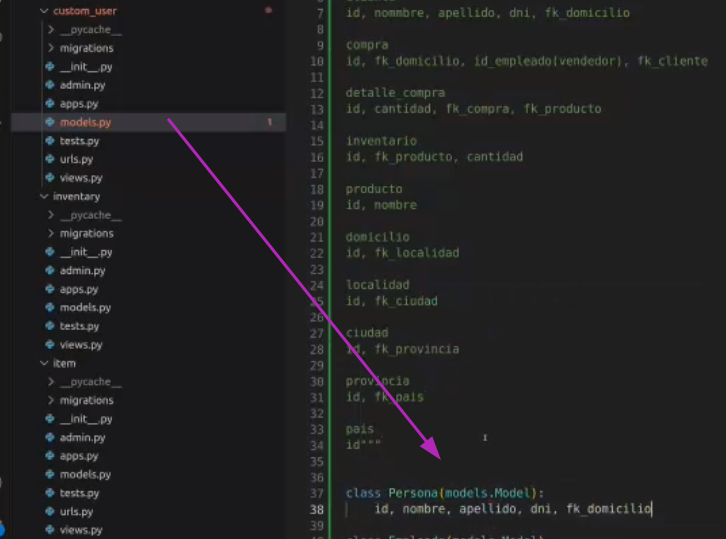 custom_user
__pycache__
migrations
__init__.py
admin.py
apps.py
models.py 1
tests.py
urls.py
views.py
inventory
__pycache__
migrations
__init__.py
admin.py
apps.py
models.py
tests.py
views.py
item
__pycache__
migrations
__init__.py
admin.py
apps.py
models.py
tests.py
urls.py
views.py
7 id, nommbre, apellido, dni, fk_domicilio
8
9 compra
10 id, fk_domicilio, id_empleado(vendedor), fk_cliente
11
12 detalle_compra
13 id, cantidad, fk_compra, fk_producto
14
15 inventario
16 id, fk_producto, cantidad
17
18 producto
19 id, nombre
20
21 domicilio
22 id, fk_localidad
23
24 localidad
25 id, fk_ciudad
26
27 ciudad
28 id, fk_provincia
29
30 provincia
31 id, fk_pais
32
33 pais
34 id"""
35
36
37 class Persona(models.Model):
38 id, nombre, apellido, dni, fk_domicilio
39